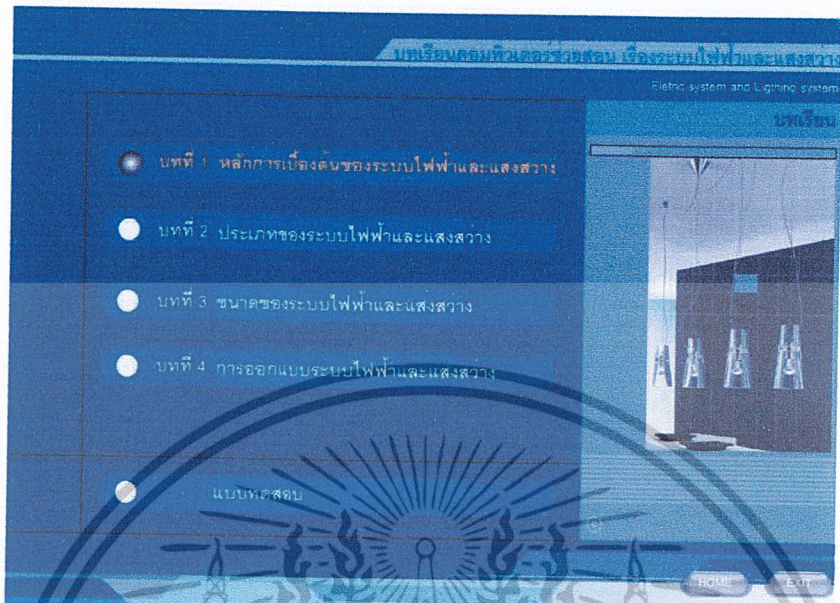 บทเรียนคอมพิวเตอร์ช่วยสอน เรื่องระบบไฟฟ้าและแสงสว่าง
Eletric system and Ligthing system
บทเรียน
บทที่ 1 หลักการเบื้องต้นของระบบไฟฟ้าและแสงสว่าง
บทที่ 2 ประเภทของระบบไฟฟ้าและแสงสว่าง
บทที่ 3 ขนาดของระบบไฟฟ้าและแสงสว่าง
บทที่ 4 การออกแบบระบบไฟฟ้าและแสงสว่าง
แบบทดสอบ
HOME EXIT